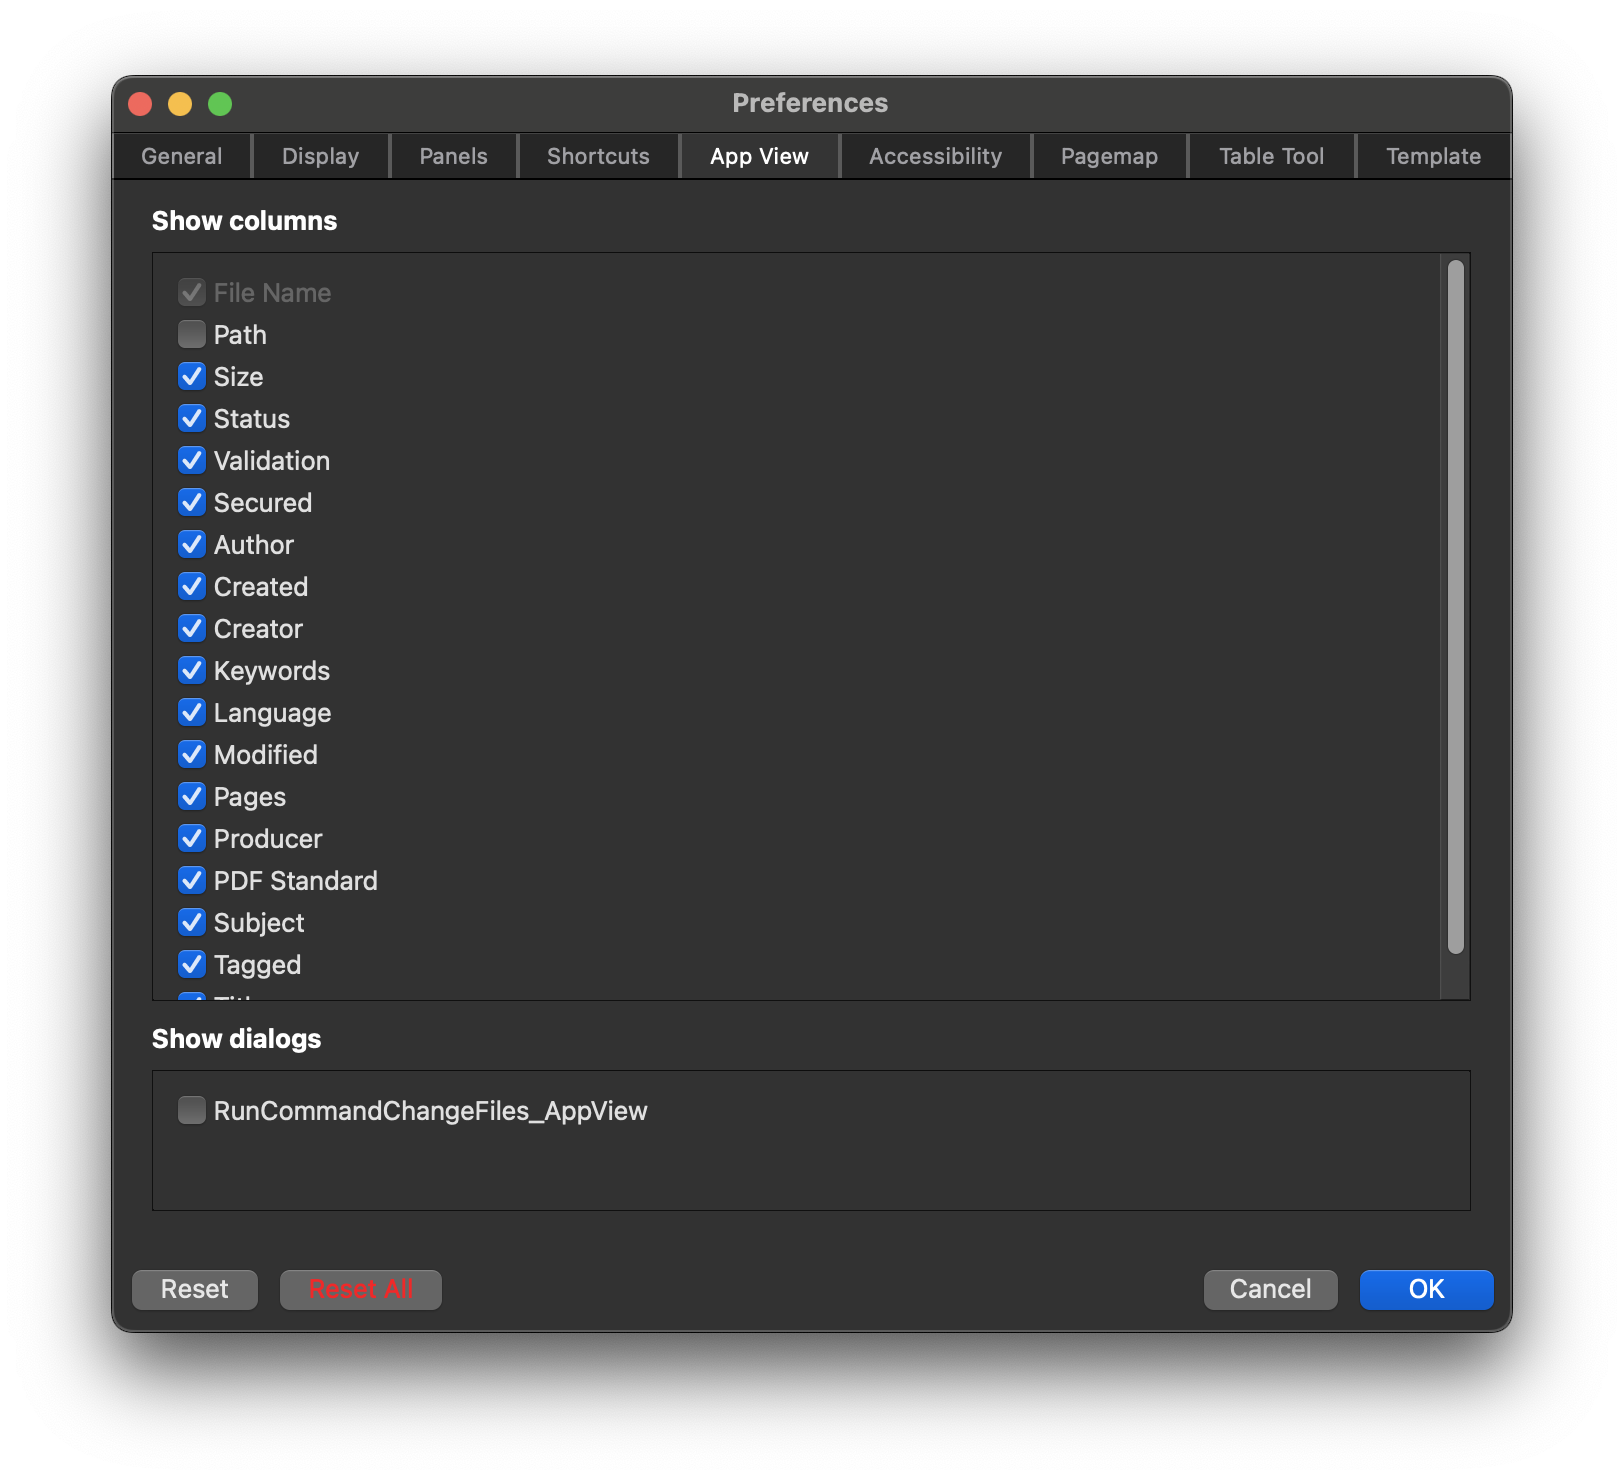 Preferences
General Display Panels Shortcuts App View Accessibility Pagemap Table Tool Template
Show columns
File Name
Path
Size
Status
Validation
Secured
Author
Created
Creator
Keywords
Language
Modified
Pages
Producer
PDF Standard
Subject
Tagged
Show dialogs
RunCommandChangeFiles_AppView
Reset Reset All Cancel OK